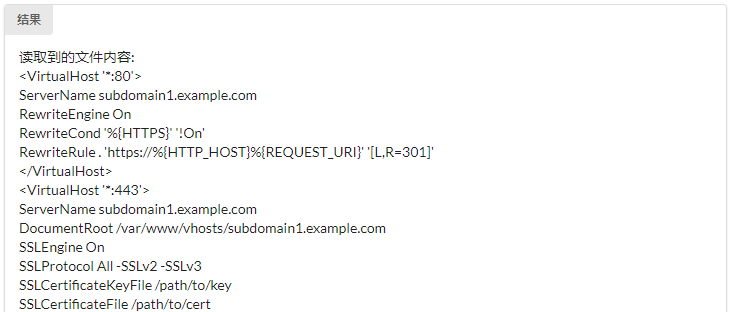 结果
读取到的文件内容:
<VirtualHost '*:80'>
ServerName subdomain1.example.com
RewriteEngine On
RewriteCond '%{HTTPS}' '!On'
RewriteRule . 'https://%{HTTP_HOST}%{REQUEST_URI}' '[L,R=301]'
</VirtualHost>
<VirtualHost '*:443'>
ServerName subdomain1.example.com
DocumentRoot /var/www/vhosts/subdomain1.example.com
SSLEngine On
SSLProtocol All -SSLv2 -SSLv3
SSLCertificateKeyFile /path/to/key
SSLCertificateFile /path/to/cert